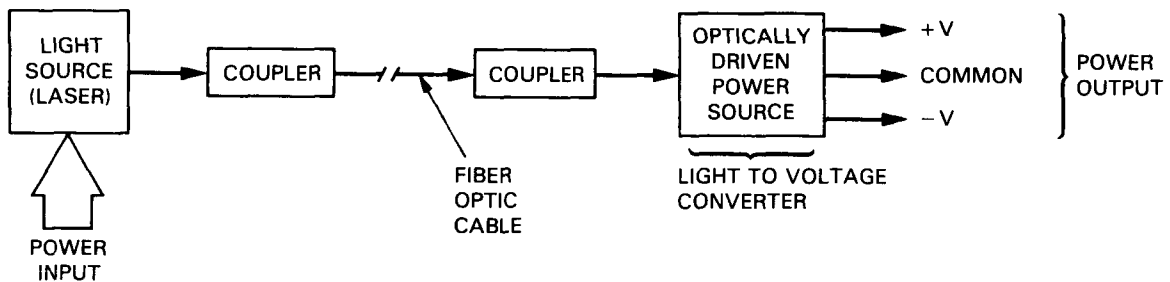 LIGHT
SOURCE
(LASER)
COUPLER
COUPLER
OPTICALLY
DRIVEN
POWER
SOURCE
+V
COMMON
−V
POWER
OUTPUT
FIBER
OPTIC
CABLE
LIGHT TO VOLTAGE
CONVERTER
POWER
INPUT